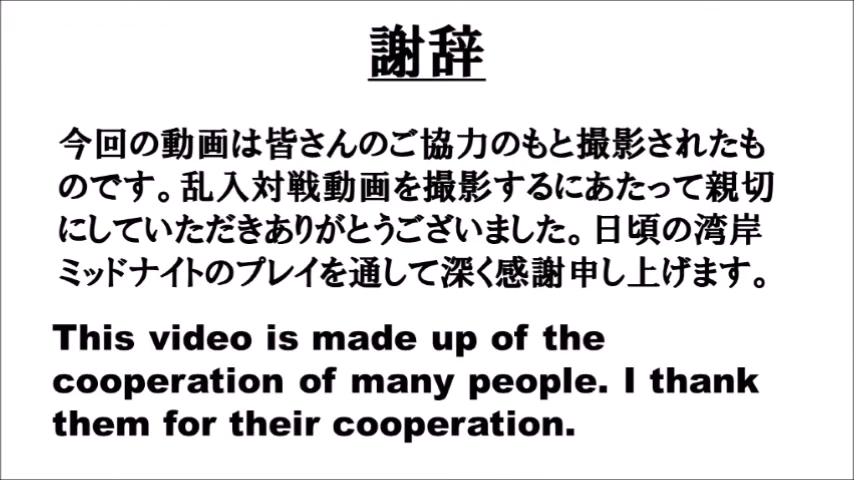 謝辞
今回の動画は皆さんのご協力のもと撮影されたも
のです。乱入対戦動画を撮影するにあたって親切
にしていただきありがとうございました。日頃の湾岸
ミッドナイトのプレイを通して深く感謝申し上げます。
This video is made up of the
cooperation of many people. I thank
them for their cooperation.